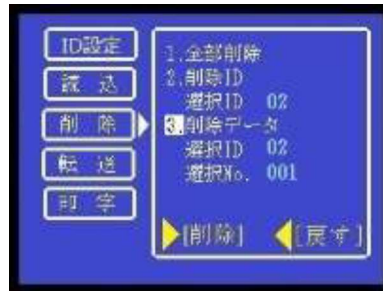 ID設定
読 込
削 除
転 送
印 字
1.全部削除
2.削除ID
選択ID 02
3.削除データ
選択ID 02
選択No. 001
[削除]
[戻す]